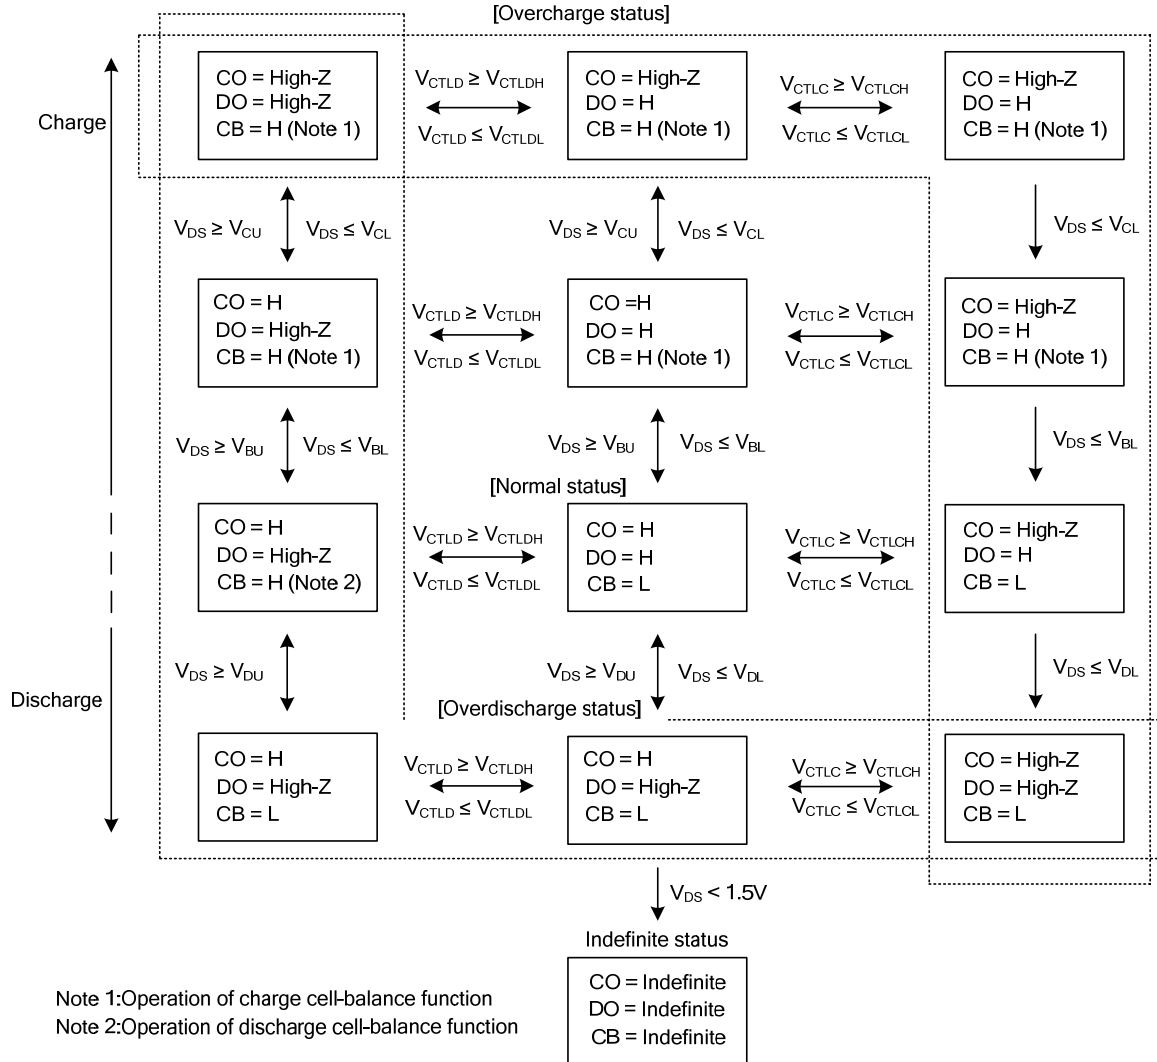 [Overcharge status]
Charge
CO = High-Z
DO = High-Z
CB = H (Note 1)
VCTLD ≥ VCTLDH
VCTLD ≤ VCTLDL
CO = High-Z
DO = H
CB = H (Note 1)
VCTLC ≥ VCTLCH
VCTLC ≤ VCTLCL
CO = High-Z
DO = H
CB = H (Note 1)
VDS ≥ VCU
VDS ≤ VCL
VDS ≥ VCU
VDS ≤ VCL
VDS ≤ VCL
CO = H
DO = High-Z
CB = H (Note 1)
VCTLD ≥ VCTLDH
VCTLD ≤ VCTLDL
CO =H
DO = H
CB = H (Note 1)
VCTLC ≥ VCTLCH
VCTLC ≤ VCTLCL
CO = High-Z
DO = H
CB = H (Note 1)
VDS ≥ VBU
VDS ≤ VBL
VDS ≥ VBU
VDS ≤ VBL
VDS ≤ VBL
[Normal status]
CO = H
DO = High-Z
CB = H (Note 2)
VCTLD ≥ VCTLDH
VCTLD ≤ VCTLDL
CO = H
DO = H
CB = L
VCTLC ≥ VCTLCH
VCTLC ≤ VCTLCL
CO = High-Z
DO = H
CB = L
VDS ≥ VDU
VDS ≥ VDU
VDS ≤ VDL
VDS ≤ VDL
Discharge
[Overdischarge status]
CO = H
DO = High-Z
CB = L
VCTLD ≥ VCTLDH
VCTLD ≤ VCTLDL
CO = H
DO = High-Z
CB = L
VCTLC ≥ VCTLCH
VCTLC ≤ VCTLCL
CO = High-Z
DO = High-Z
CB = L
VDS < 1.5V
Indefinite status
CO = Indefinite
DO = Indefinite
CB = Indefinite
Note 1:Operation of charge cell-balance function
Note 2:Operation of discharge cell-balance function